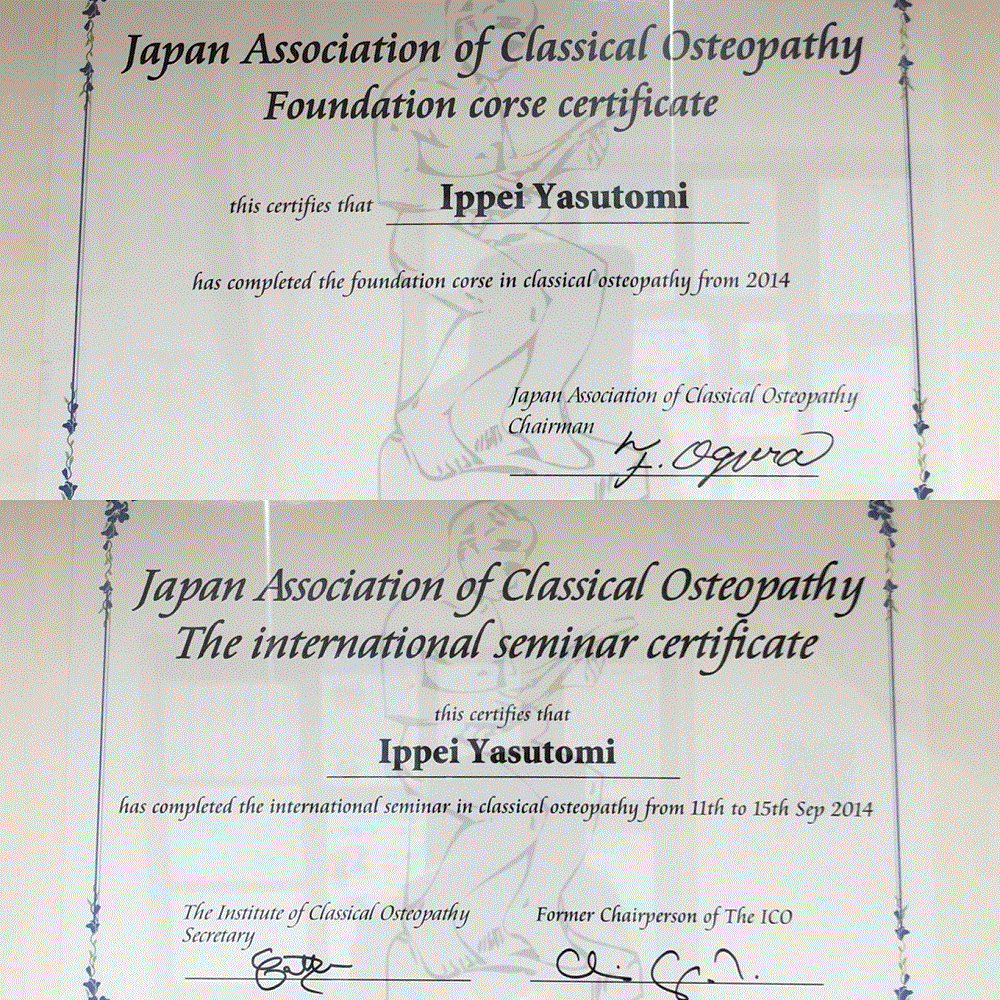 Japan Association of Classical Osteopathy
Foundation corse certificate
this certifies that Ippei Yasutomi
has completed the foundation corse in classical osteopathy from 2014
Japan Association of Classical Osteopathy
Chairman
Y. Ogura
Japan Association of Classical Osteopathy
The international seminar certificate
this certifies that
Ippei Yasutomi
has completed the international seminar in classical osteopathy from 11th to 15th Sep 2014
The Institute of Classical Osteopathy
Secretary
Former Chairperson of The ICO